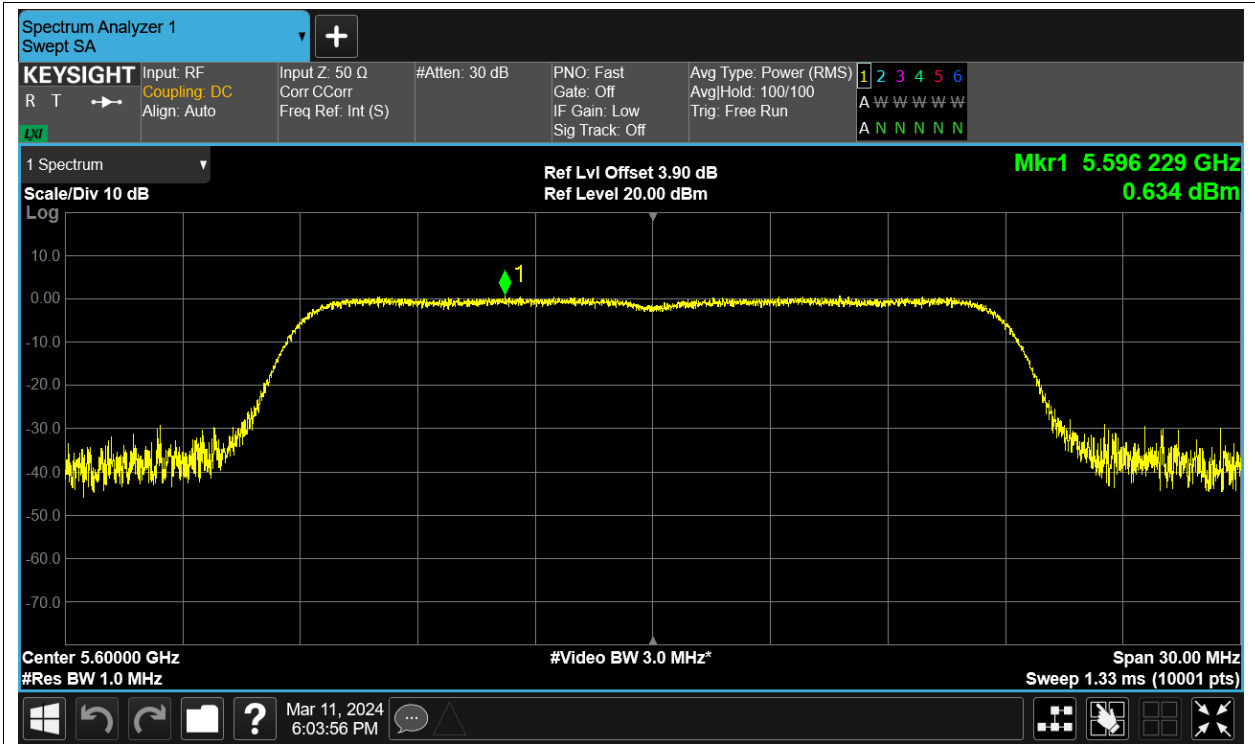 Spectrum Analyzer 1
Swept SA
+
KEYSIGHT
R T
LXI
Input: RF
Coupling: DC
Align: Auto
Input Z: 50 Ω
Corr CCorr
Freq Ref: Int (S)
#Atten: 30 dB
PNO: Fast
Gate: Off
IF Gain: Low
Sig Track: Off
Avg Type: Power (RMS)
Avg|Hold: 100/100
Trig: Free Run
1 2 3 4 5 6
A W W W W W
A N N N N N
1 Spectrum
Scale/Div 10 dB
Log
Ref Lvl Offset 3.90 dB
Ref Level 20.00 dBm
Mkr1 5.596 229 GHz
0.634 dBm
10.0
0.00
-10.0
-20.0
-30.0
-40.0
-50.0
-60.0
-70.0
1
Center 5.60000 GHz
#Res BW 1.0 MHz
#Video BW 3.0 MHz*
Span 30.00 MHz
Sweep 1.33 ms (10001 pts)
?
Mar 11, 2024
6:03:56 PM